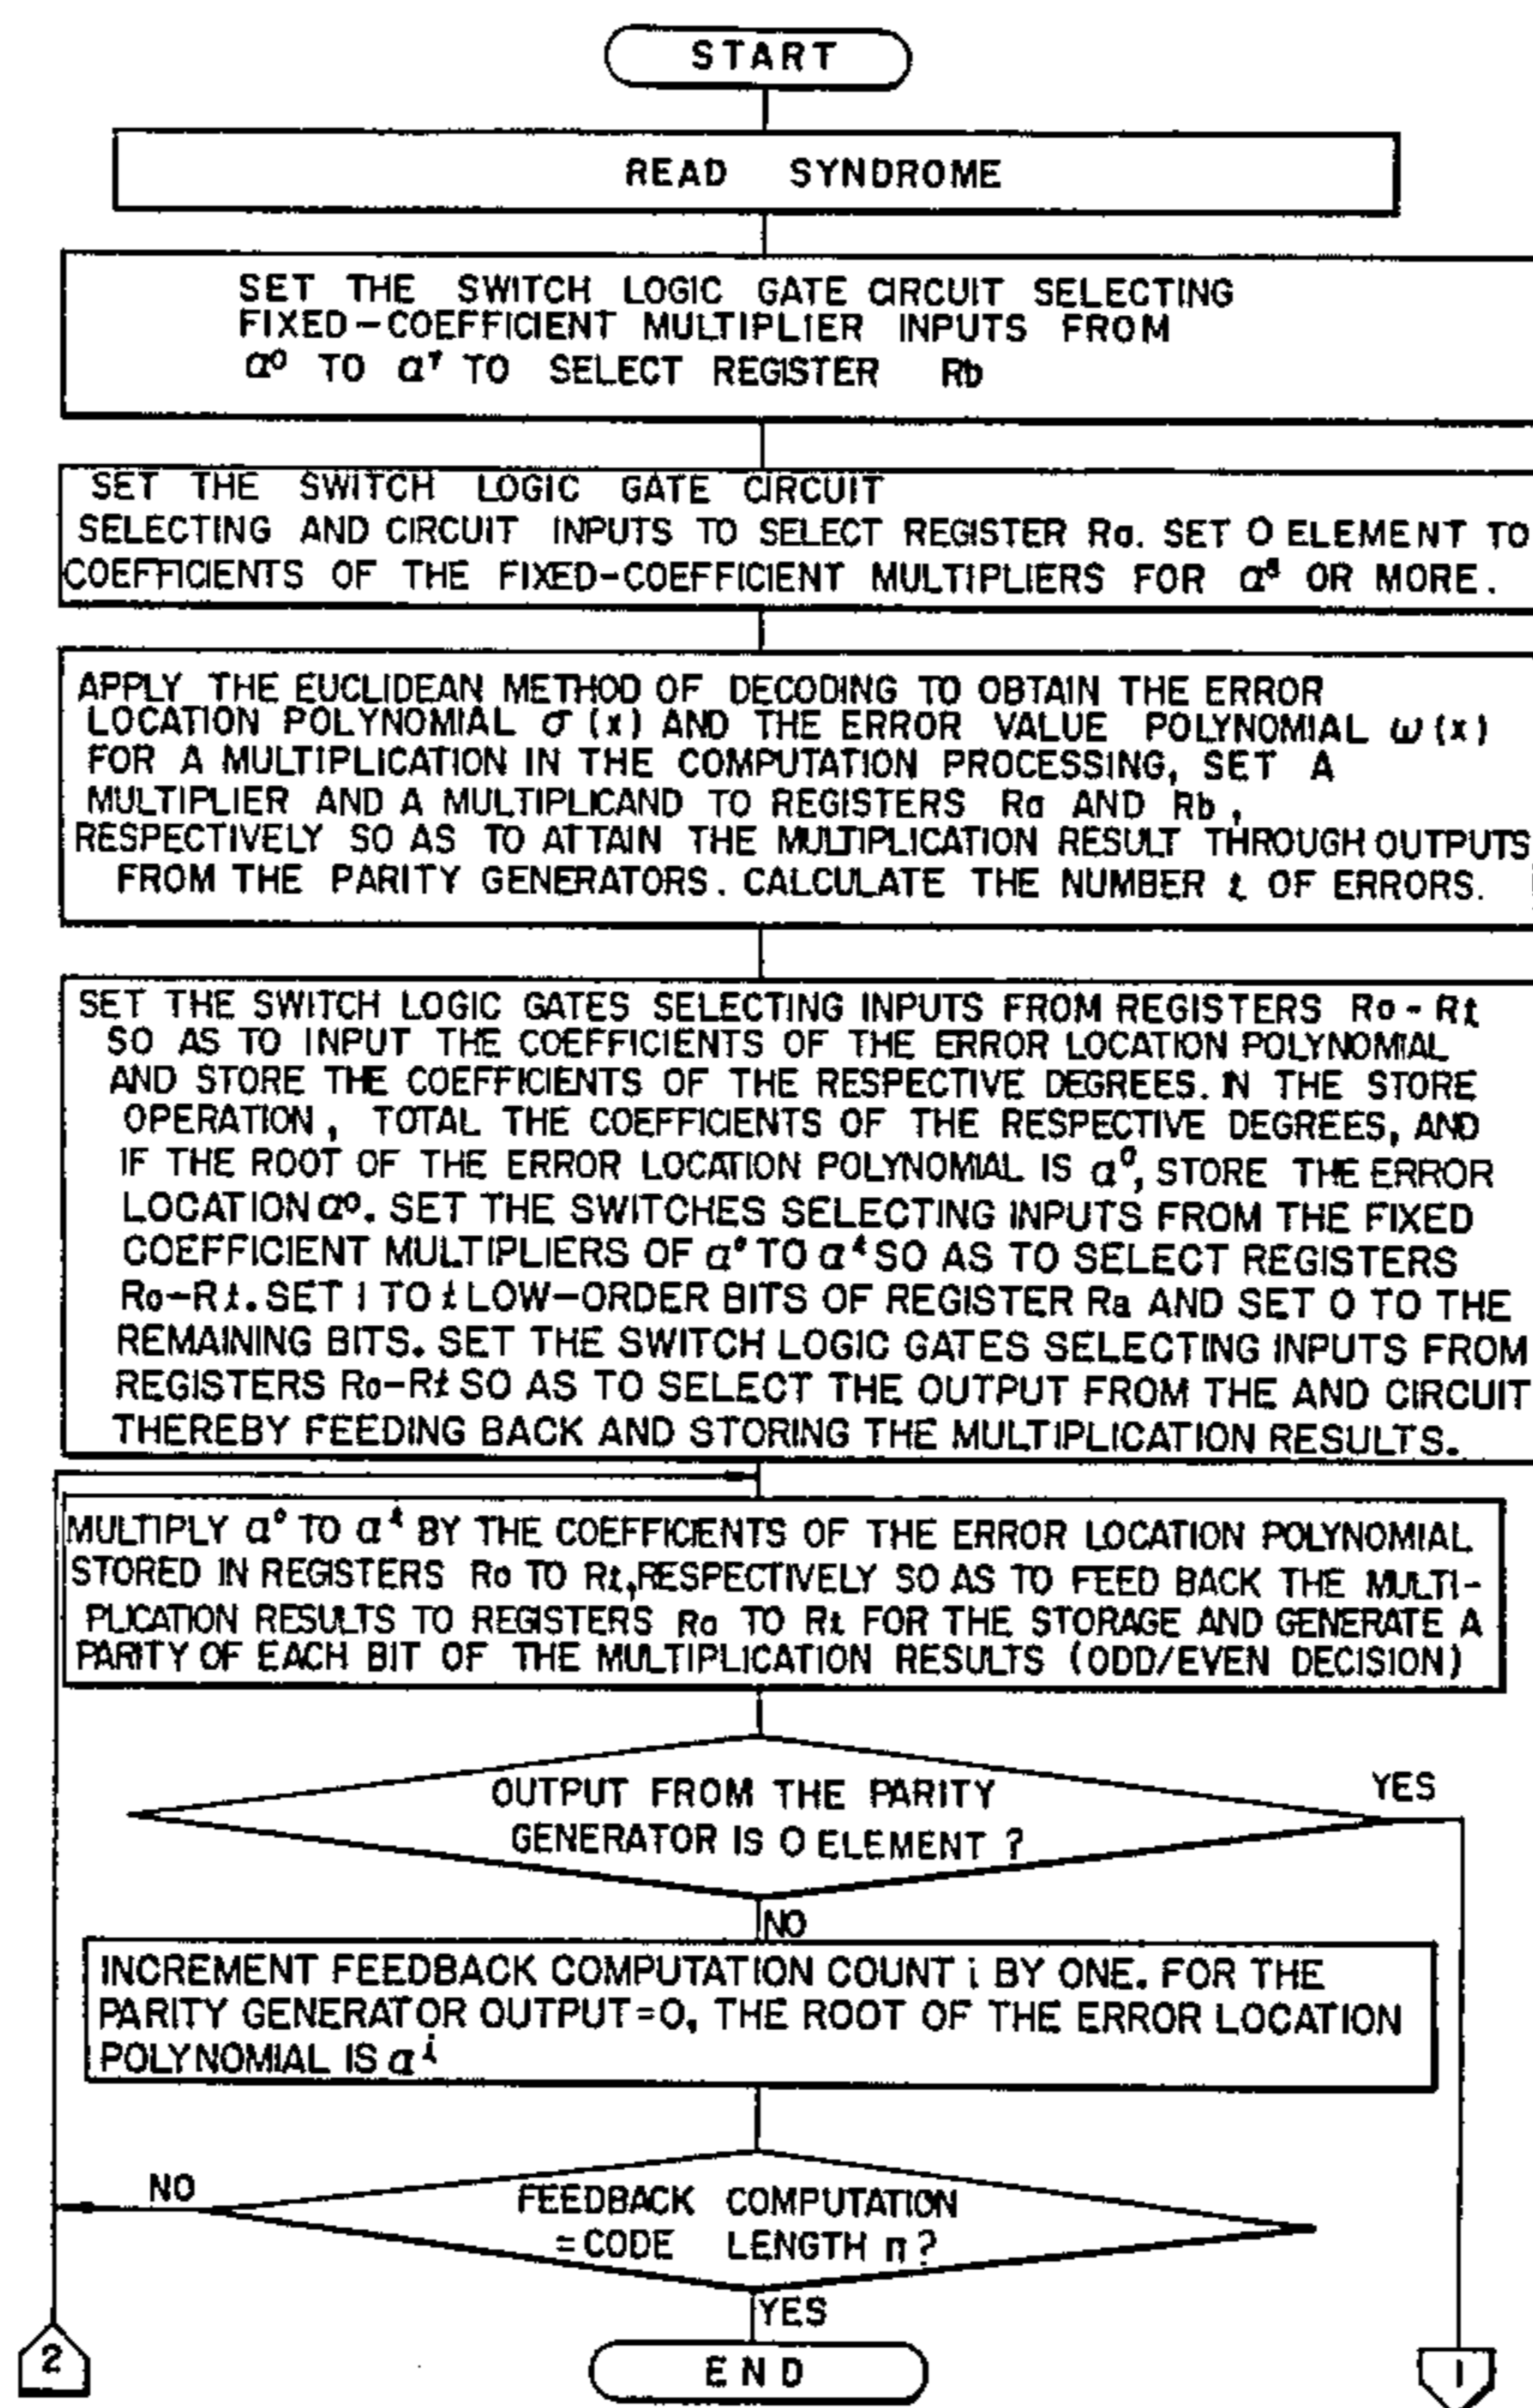 START
READ SYNDROME
SET THE SWITCH LOGIC GATE CIRCUIT SELECTING
FIXED-COEFFICIENT MULTIPLIER INPUTS FROM
α⁰ TO α⁷ TO SELECT REGISTER Rb
SET THE SWITCH LOGIC GATE CIRCUIT
SELECTING AND CIRCUIT INPUTS TO SELECT REGISTER Ra. SET 0 ELEMENT TO
COEFFICIENTS OF THE FIXED-COEFFICIENT MULTIPLIERS FOR α⁸ OR MORE.
APPLY THE EUCLIDEAN METHOD OF DECODING TO OBTAIN THE ERROR
LOCATION POLYNOMIAL σ(x) AND THE ERROR VALUE POLYNOMIAL ω(x)
FOR A MULTIPLICATION IN THE COMPUTATION PROCESSING, SET A
MULTIPLIER AND A MULTIPLICAND TO REGISTERS Ra AND Rb,
RESPECTIVELY SO AS TO ATTAIN THE MULTIPLICATION RESULT THROUGH OUTPUTS
FROM THE PARITY GENERATORS. CALCULATE THE NUMBER t OF ERRORS.
SET THE SWITCH LOGIC GATES SELECTING INPUTS FROM REGISTERS Ro-Rt
SO AS TO INPUT THE COEFFICIENTS OF THE ERROR LOCATION POLYNOMIAL
AND STORE THE COEFFICIENTS OF THE RESPECTIVE DEGREES. IN THE STORE
OPERATION, TOTAL THE COEFFICIENTS OF THE RESPECTIVE DEGREES, AND
IF THE ROOT OF THE ERROR LOCATION POLYNOMIAL IS α⁰, STORE THE ERROR
LOCATION α⁰. SET THE SWITCHES SELECTING INPUTS FROM THE FIXED
COEFFICIENT MULTIPLIERS OF α⁰ TO αᵗ SO AS TO SELECT REGISTERS
Ro-Rt. SET 1 TO t LOW-ORDER BITS OF REGISTER Ra AND SET 0 TO THE
REMAINING BITS. SET THE SWITCH LOGIC GATES SELECTING INPUTS FROM
REGISTERS Ro-Rt SO AS TO SELECT THE OUTPUT FROM THE AND CIRCUIT
THEREBY FEEDING BACK AND STORING THE MULTIPLICATION RESULTS.
MULTIPLY α⁰ TO αᵗ BY THE COEFFICIENTS OF THE ERROR LOCATION POLYNOMIAL
STORED IN REGISTERS Ro TO Rt, RESPECTIVELY SO AS TO FEED BACK THE MULTI-
PLICATION RESULTS TO REGISTERS Ro TO Rt FOR THE STORAGE AND GENERATE A
PARITY OF EACH BIT OF THE MULTIPLICATION RESULTS (ODD/EVEN DECISION)
OUTPUT FROM THE PARITY
YES
GENERATOR IS 0 ELEMENT ?
NO
INCREMENT FEEDBACK COMPUTATION COUNT i BY ONE. FOR THE
PARITY GENERATOR OUTPUT=0, THE ROOT OF THE ERROR LOCATION
POLYNOMIAL IS αⁱ
NO
FEEDBACK COMPUTATION
=CODE LENGTH n?
YES
2
END
1